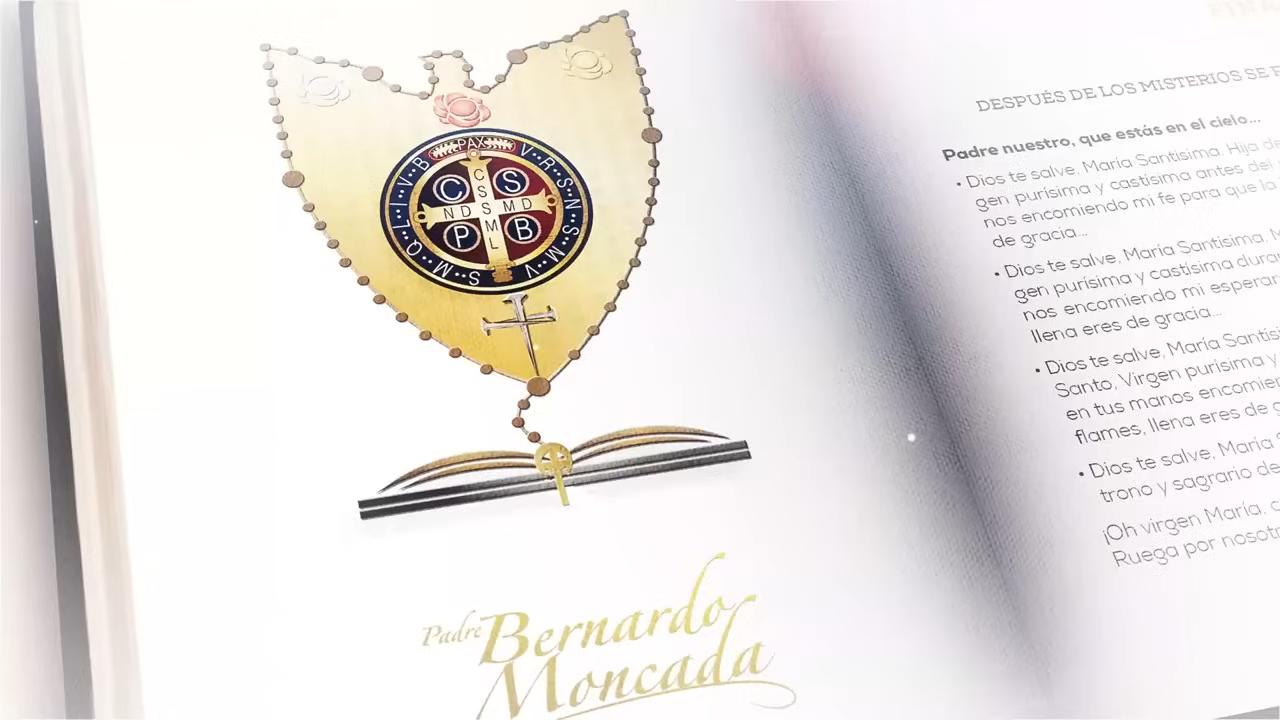 PAX
V·R·S·N·S·M·V·S·M·Q·L·I·V·B
C S
C S S M L
N D S M D
P B
Padre Bernardo
Moncada
DESPUÉS DE LOS MISTERIOS SE
Padre nuestro, que estás en el cielo...
• Dios te salve, María Santísima. Hija de
gen purísima y castísima antes del
nos encomiendo mi fe para que la
de gracia...
• Dios te salve, María Santísima, M
gen purísima y castísima dura
nos encomiendo mi espera
llena eres de gracia...
• Dios te salve, María Santís
Santo, Virgen purísima y
en tus manos encomie
flames, llena eres de g
• Dios te salve, María
trono y sagrario de
¡Oh virgen María, c
Ruega por nosotr